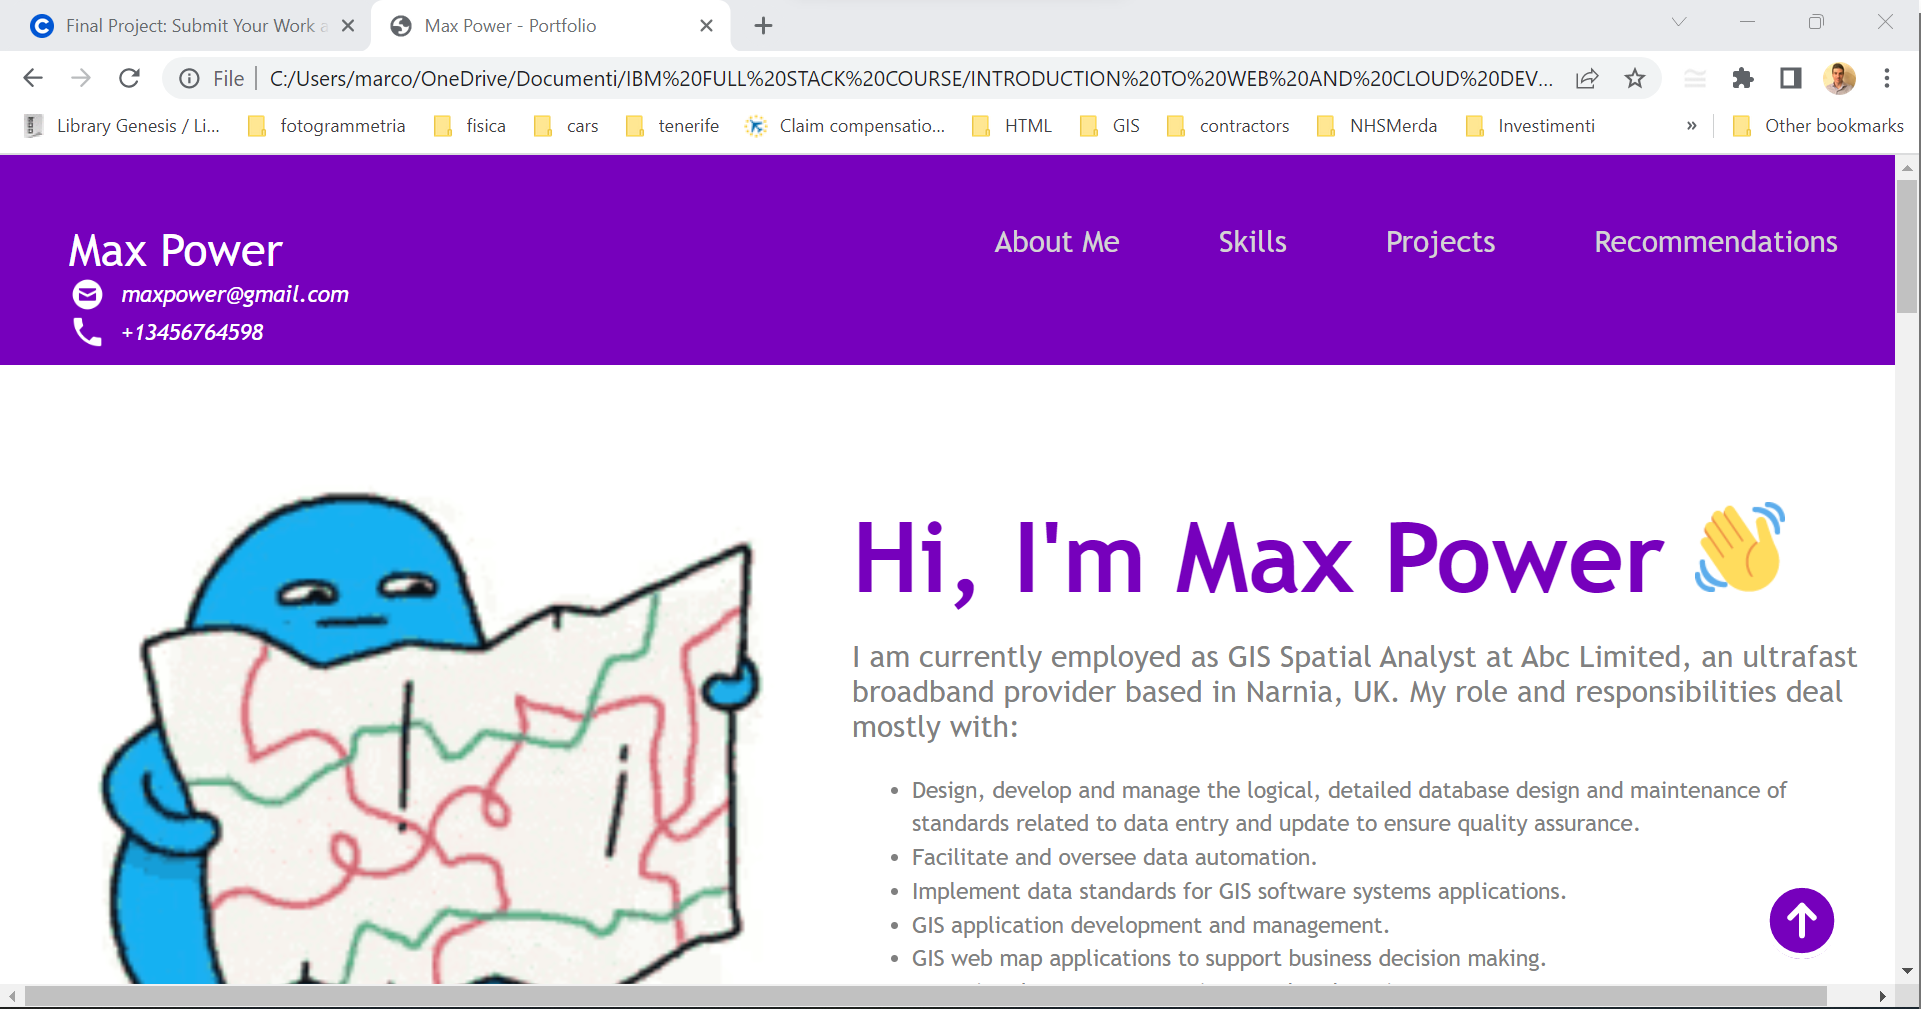 Final Project: Submit Your Work a
Max Power - Portfolio
File
C:/Users/marco/OneDrive/Documenti/IBM%20FULL%20STACK%20COURSE/INTRODUCTION%20TO%20WEB%20AND%20CLOUD%20DEV...
Library Genesis / Li...
fotogrammetria
fisica
cars
tenerife
Claim compensatio...
HTML
GIS
contractors
NHSMerda
Investimenti
»
Other bookmarks
Max Power
maxpower@gmail.com
+13456764598
About Me
Skills
Projects
Recommendations
Hi, I'm Max Power
I am currently employed as GIS Spatial Analyst at Abc Limited, an ultrafast
broadband provider based in Narnia, UK. My role and responsibilities deal
mostly with:
• Design, develop and manage the logical, detailed database design and maintenance of
standards related to data entry and update to ensure quality assurance.
• Facilitate and oversee data automation.
• Implement data standards for GIS software systems applications.
• GIS application development and management.
• GIS web map applications to support business decision making.